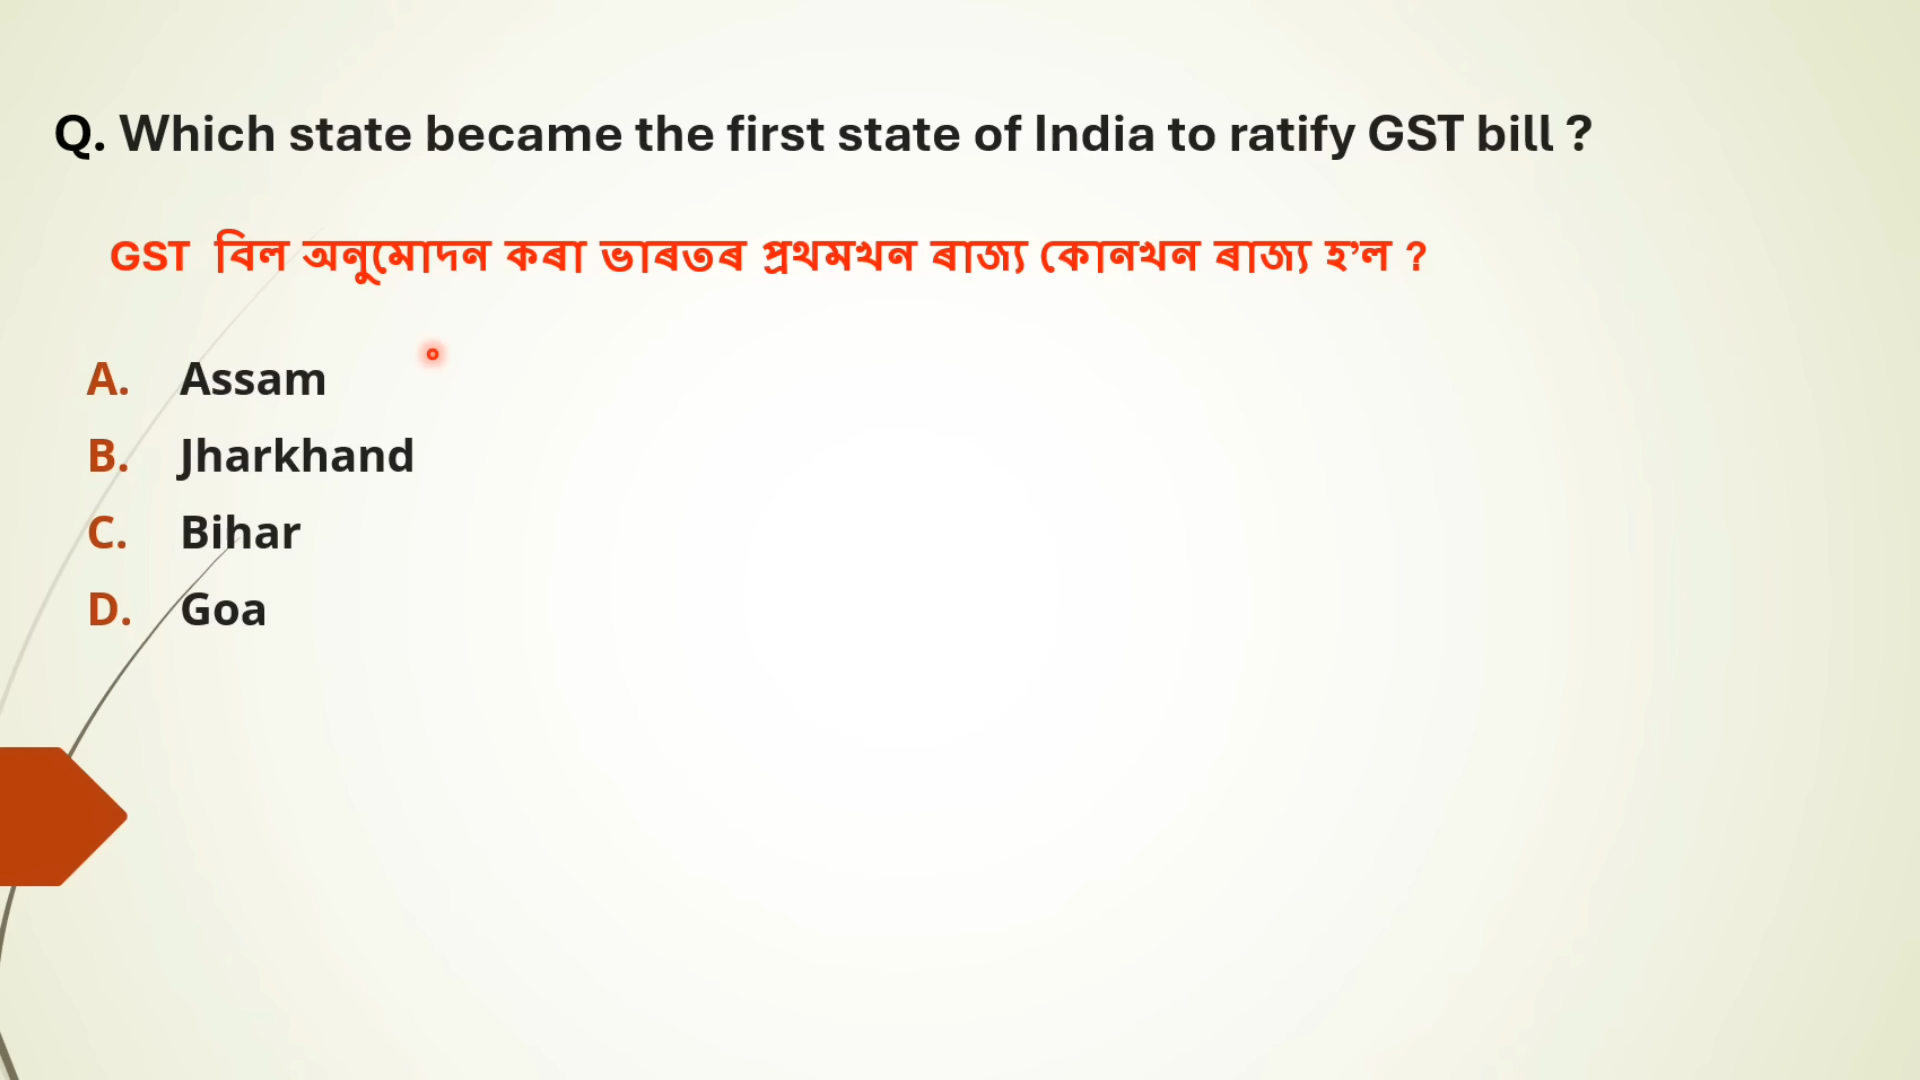 Q. Which state became the first state of India to ratify GST bill ?
GST বিল অনুমোদন কৰা ভাৰতৰ প্ৰথমখন ৰাজ্য কোনখন ৰাজ্য হ’ল ?
A. Assam
B. Jharkhand
C. Bihar
D. Goa